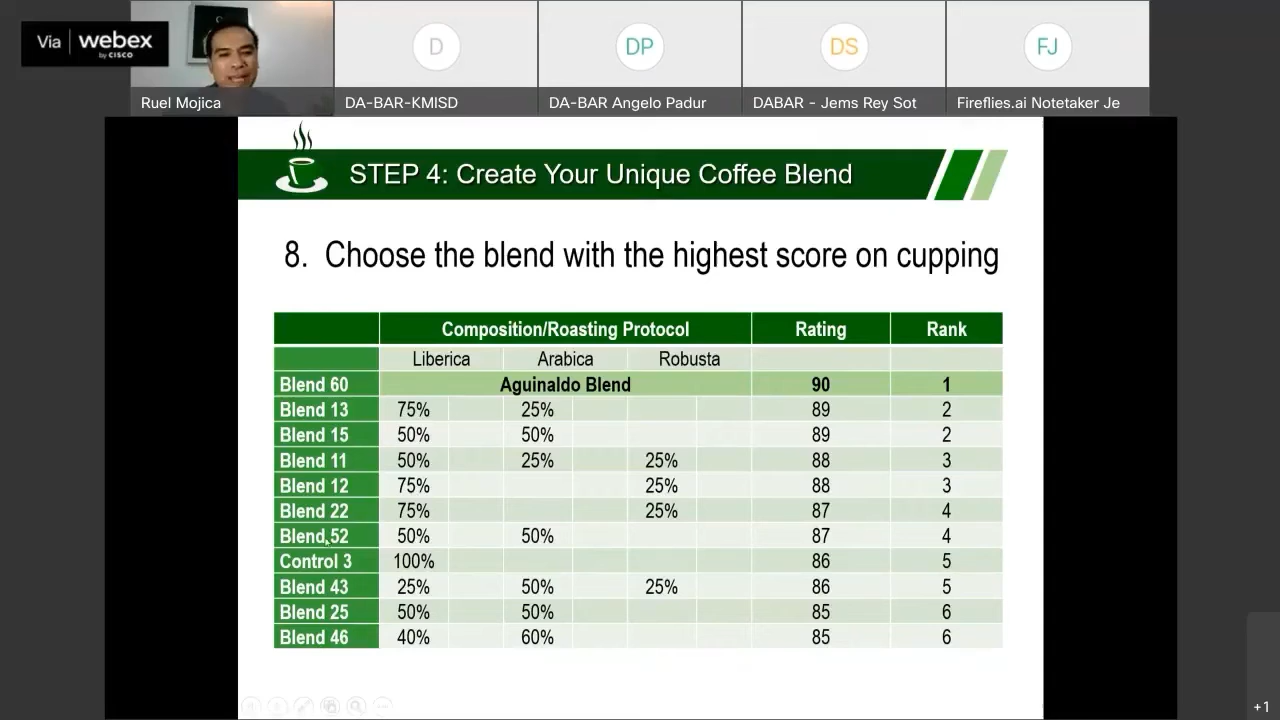 Via webex
by CISCO
Ruel Mojica
DA-BAR-KMISD
DA-BAR Angelo Padur
DABAR - Jems Rey Sot
Fireflies.ai Notetaker Je
D
DP
DS
FJ
STEP 4: Create Your Unique Coffee Blend
8. Choose the blend with the highest score on cupping
Composition/Roasting Protocol Rating Rank
Liberica Arabica Robusta
Blend 60 Aguinaldo Blend 90 1
Blend 13 75% 25% 89 2
Blend 15 50% 50% 89 2
Blend 11 50% 25% 25% 88 3
Blend 12 75% 25% 88 3
Blend 22 75% 25% 87 4
Blend 52 50% 50% 87 4
Control 3 100% 86 5
Blend 43 25% 50% 25% 86 5
Blend 25 50% 50% 85 6
Blend 46 40% 60% 85 6
+1